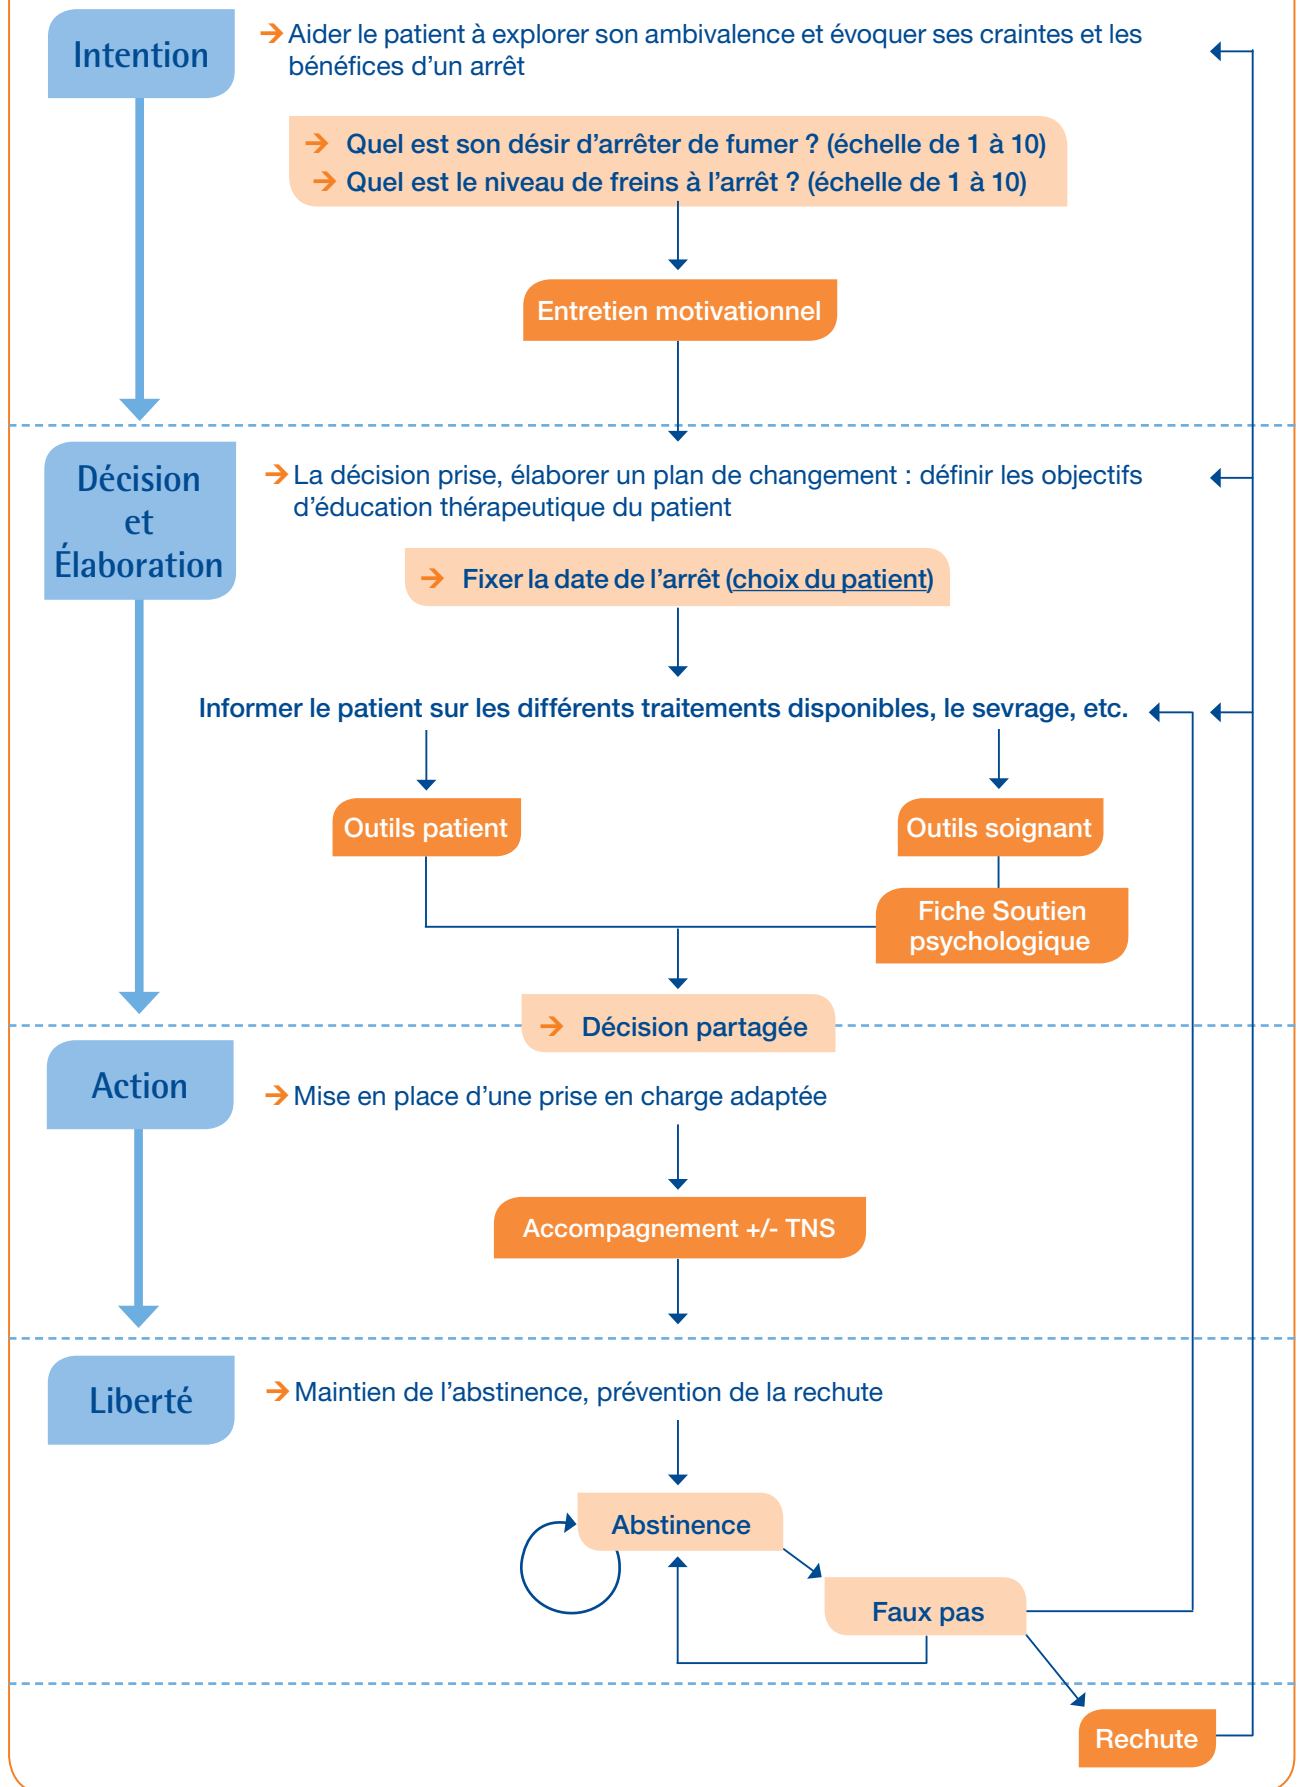 Intention
→ Aider le patient à explorer son ambivalence et évoquer ses craintes et les
bénéfices d’un arrêt
→ Quel est son désir d’arrêter de fumer ? (échelle de 1 à 10)
→ Quel est le niveau de freins à l’arrêt ? (échelle de 1 à 10)
Entretien motivationnel
Décision
et
Élaboration
→ La décision prise, élaborer un plan de changement : définir les objectifs
d’éducation thérapeutique du patient
→ Fixer la date de l’arrêt (choix du patient)
Informer le patient sur les différents traitements disponibles, le sevrage, etc.
Outils patient
Outils soignant
Fiche Soutien
psychologique
→ Décision partagée
Action
→ Mise en place d’une prise en charge adaptée
Accompagnement +/- TNS
Liberté
→ Maintien de l’abstinence, prévention de la rechute
Abstinence
Faux pas
Rechute